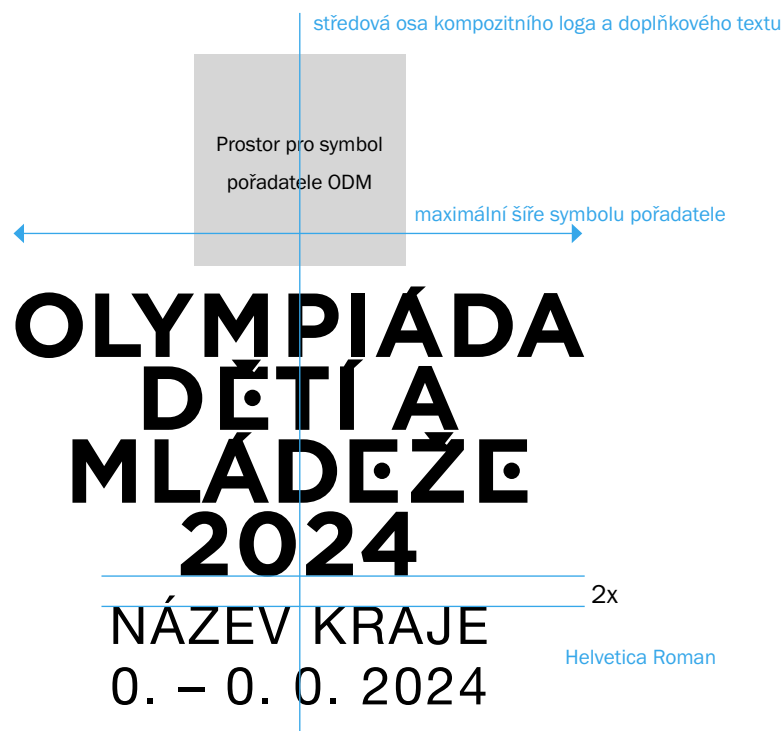 středová osa kompozitního loga a doplňkového textu
Prostor pro symbol
pořadatele ODM
maximální šíře symbolu pořadatele
OLYMPIÁDA
DĚTÍ A
MLÁDEŽE
2024
2x
NÁZEV KRAJE
Helvetica Roman
0. – 0. 0. 2024